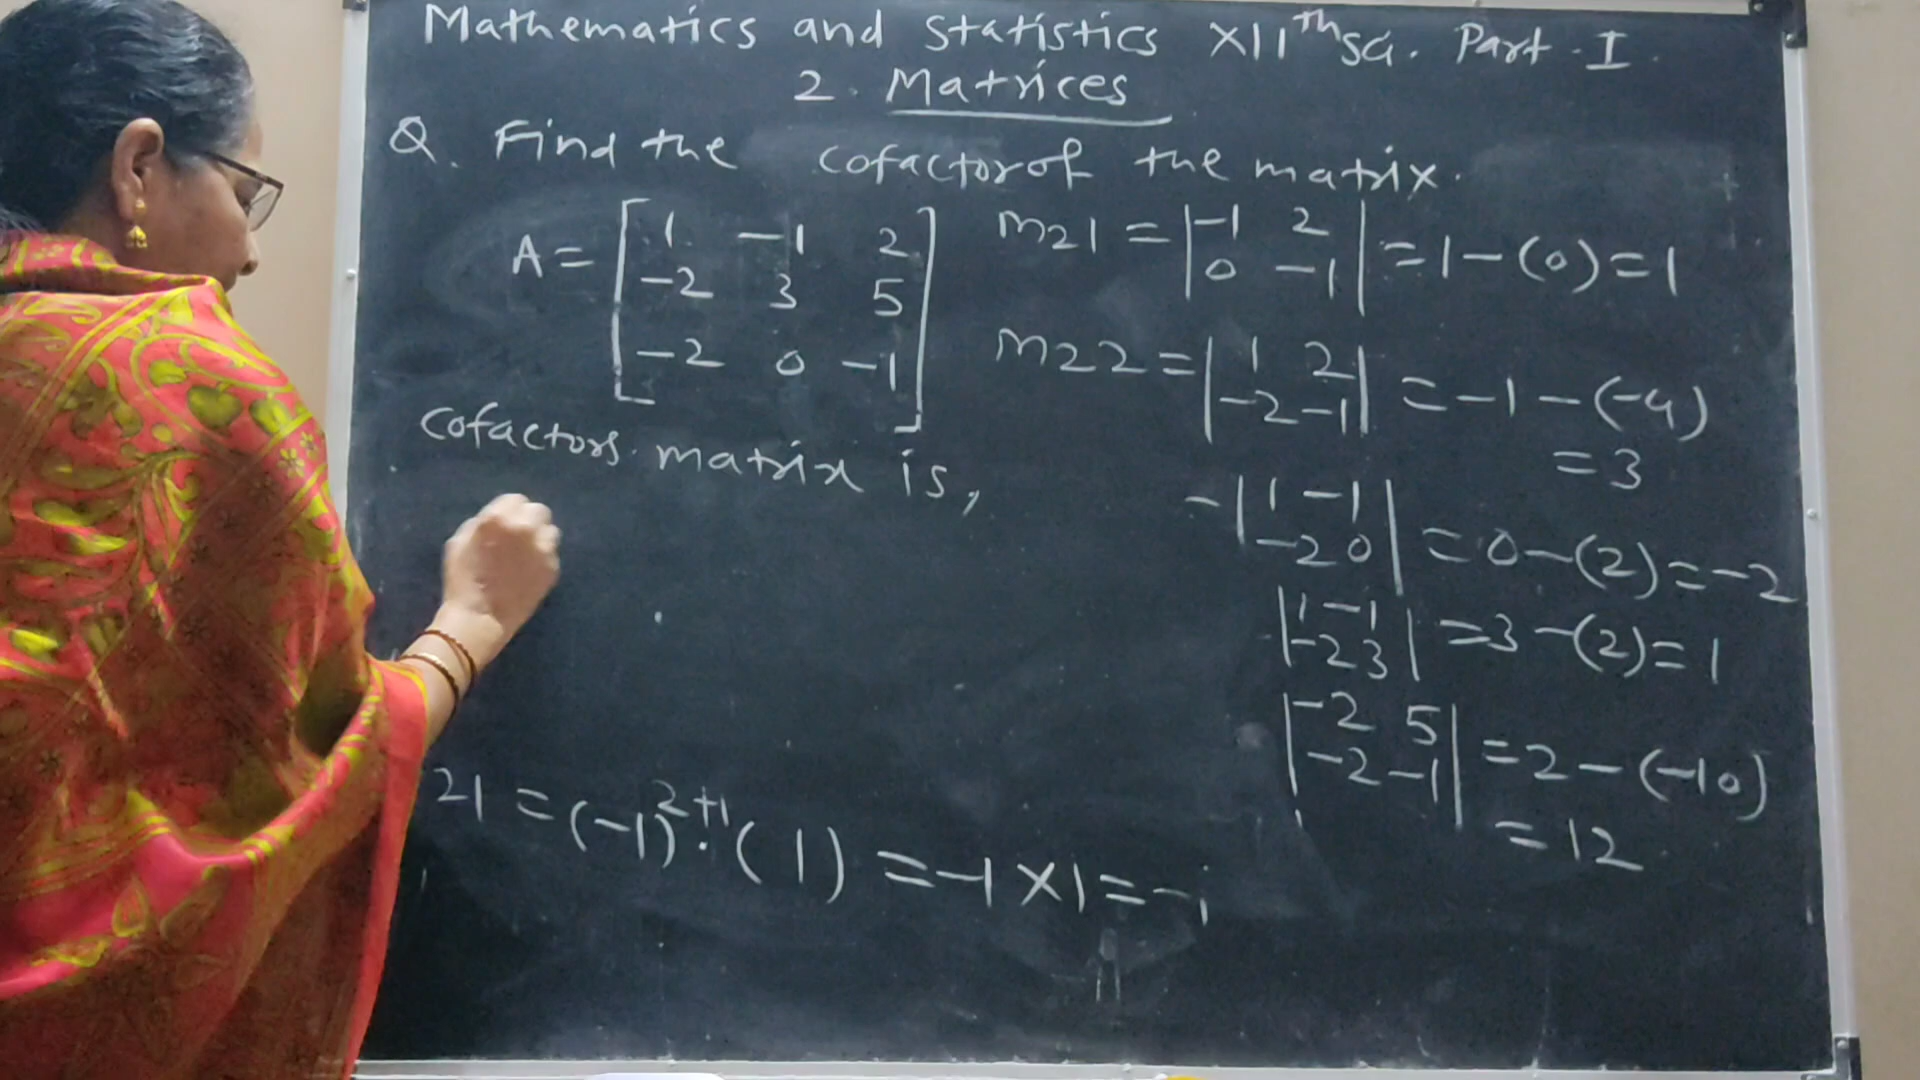 Mathematics and Statistics XIIth Sci. Part - I.
2. Matrices
Q. Find the cofactor of the matrix.
A = [ 1 -1 2
-2 3 5
-2 0 -1 ]
cofactors matrix is,
21 = (-1)^2+1 . (1) = -1 X 1 = -1
M21 = | -1 2
0 -1 | = 1 - (0) = 1
M22 = | 1 2
-2 -1 | = -1 - (-4)
= 3
- | 1 -1
-2 0 | = 0 - (2) = -2
| 1 -1
-2 3 | = 3 - (2) = 1
| -2 5
-2 -1 | = 2 - (-10)
= 12